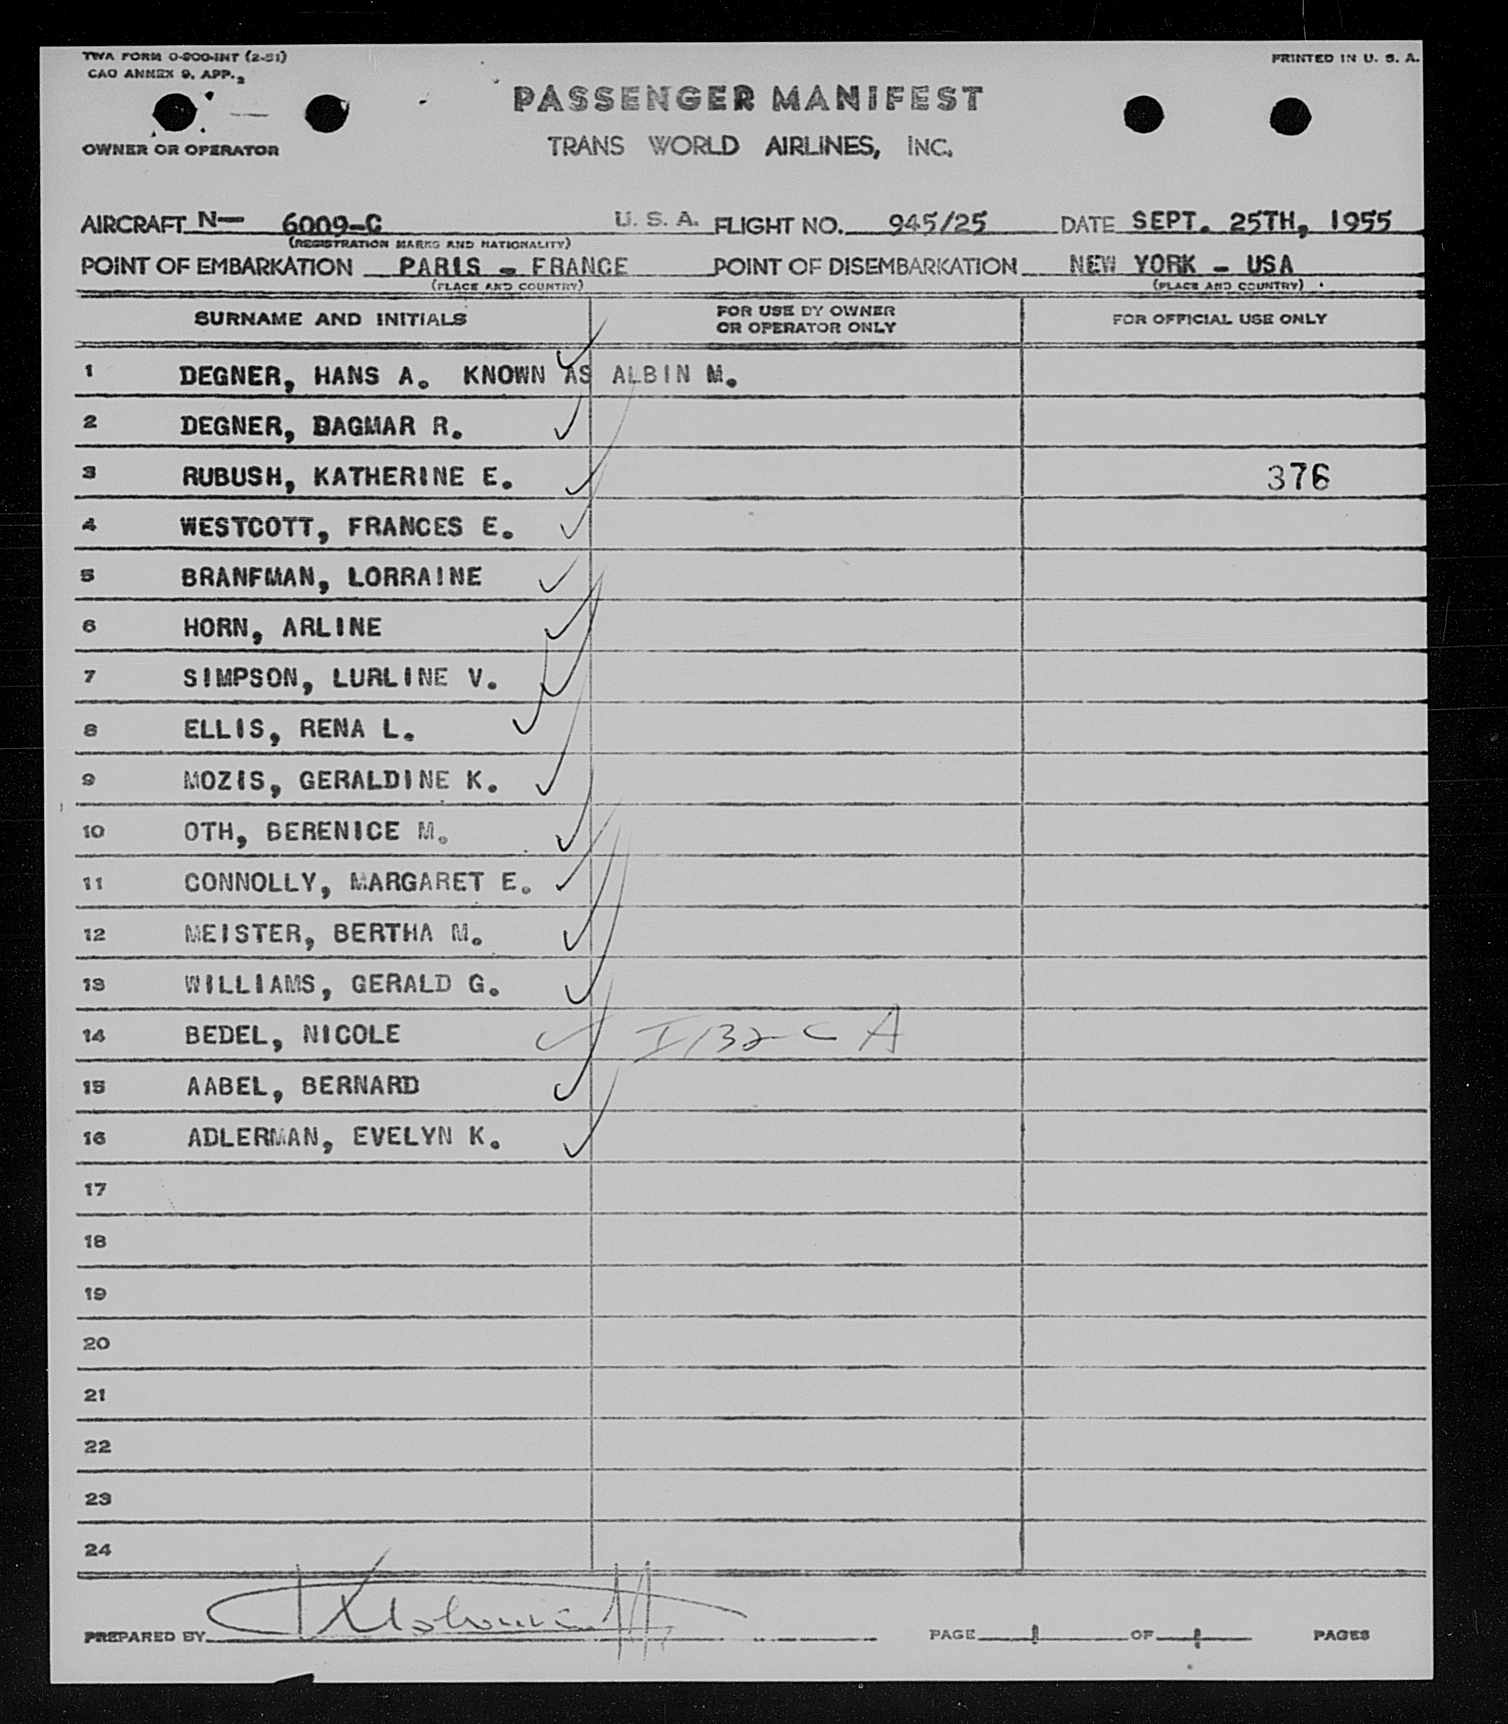 TWA FORM O-900-INT (2-51)
PRINTED IN U. S. A.
CAO ANNEX 9, APP. 2
PASSENGER MANIFEST
OWNER OR OPERATOR
TRANS WORLD AIRLINES, INC.
AIRCRAFT N— 6009-C U. S. A. FLIGHT NO. 945/25 DATE SEPT. 25TH, 1955
(REGISTRATION MARKS AND NATIONALITY)
POINT OF EMBARKATION PARIS - FRANCE POINT OF DISEMBARKATION NEW YORK - USA
(PLACE AND COUNTRY) (PLACE AND COUNTRY)
SURNAME AND INITIALS FOR USE BY OWNER OR OPERATOR ONLY FOR OFFICIAL USE ONLY
1 DEGNER, HANS A. KNOWN AS ALBIN M.
2 DEGNER, DAGMAR R.
3 RUBUSH, KATHERINE E. 376
4 WESTCOTT, FRANCES E.
5 BRANFMAN, LORRAINE
6 HORN, ARLINE
7 SIMPSON, LURLINE V.
8 ELLIS, RENA L.
9 MOZIS, GERALDINE K.
10 OTH, BERENICE M.
11 CONNOLLY, MARGARET E.
12 MEISTER, BERTHA M.
13 WILLIAMS, GERALD G.
14 BEDEL, NICOLE
15 AABEL, BERNARD
16 ADLERMAN, EVELYN K.
17
18
19
20
21
22
23
24
PREPARED BY PAGE 1 OF 1 PAGES